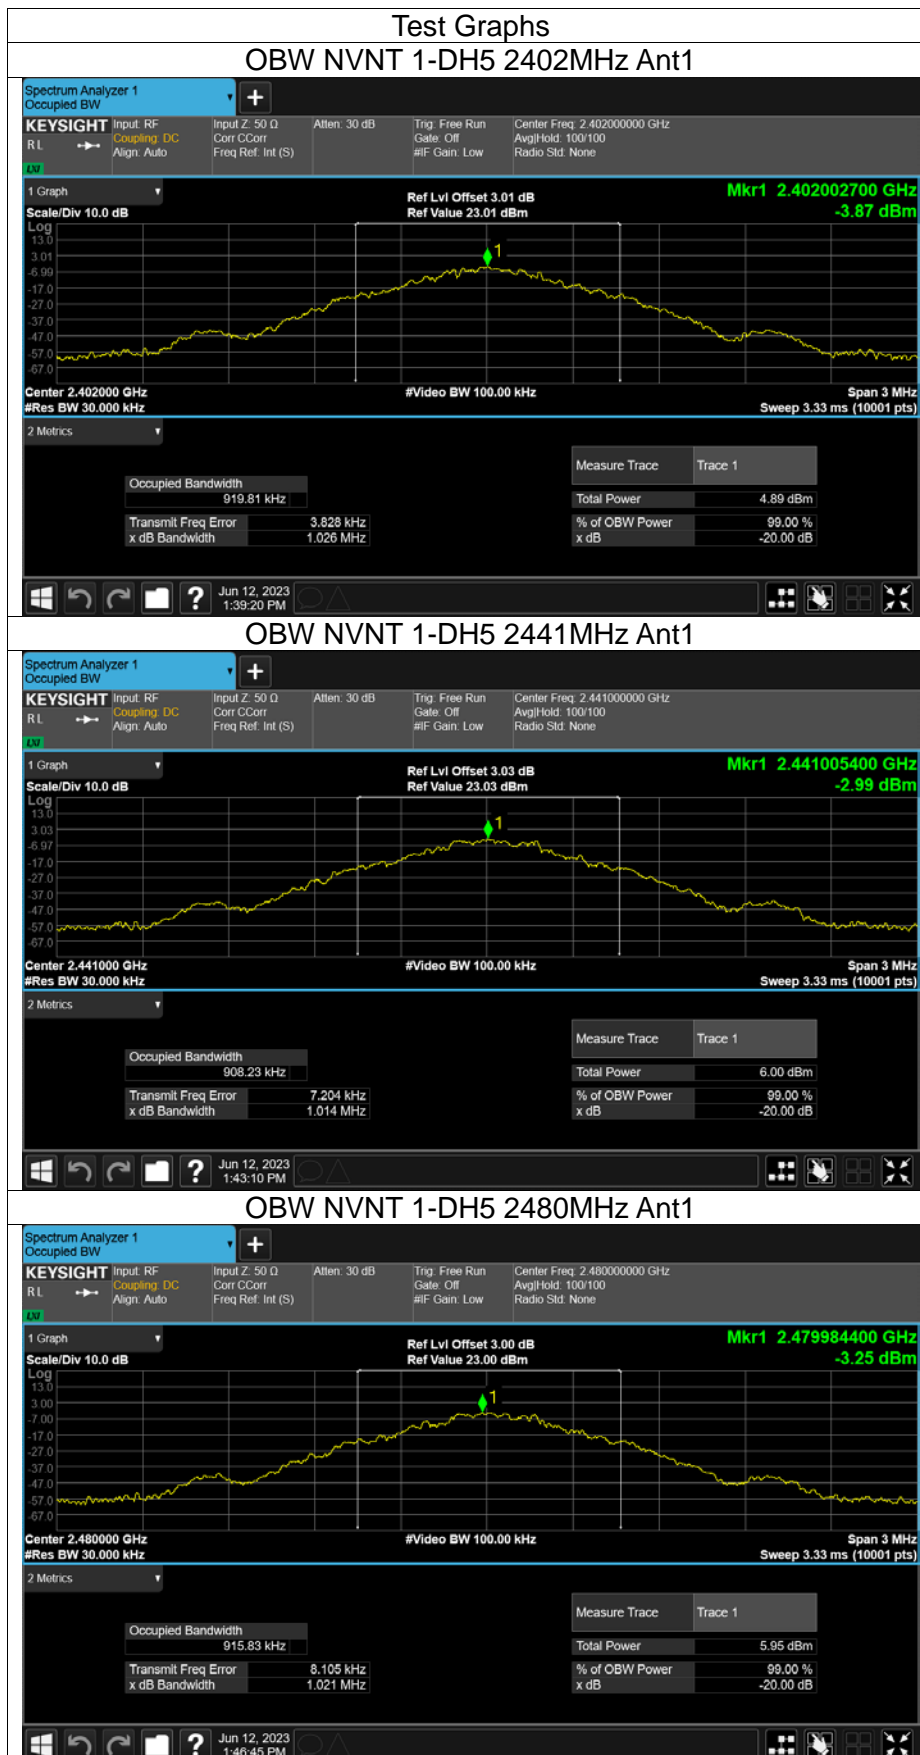 Test Graphs
OBW NVNT 1-DH5 2402MHz Ant1
Spectrum Analyzer 1
Occupied BW
+
KEYSIGHT Input: RF Input Z: 50 Ω Atten: 30 dB Trig: Free Run Center Freq: 2.402000000 GHz
RL Coupling: DC Corr CCorr Gate: Off Avg|Hold: 100/100
Align: Auto Freq Ref: Int (S) #IF Gain: Low Radio Std: None
LXI
1 Graph Ref Lvl Offset 3.01 dB Mkr1 2.402002700 GHz
Scale/Div 10.0 dB Ref Value 23.01 dBm -3.87 dBm
Log
13.0
1
3.01
-6.99
-17.0
-27.0
-37.0
-47.0
-57.0
-67.0
Center 2.402000 GHz #Video BW 100.00 kHz Span 3 MHz
#Res BW 30.000 kHz Sweep 3.33 ms (10001 pts)
2 Metrics
Measure Trace Trace 1
Occupied Bandwidth
919.81 kHz Total Power 4.89 dBm
Transmit Freq Error 3.828 kHz % of OBW Power 99.00 %
x dB Bandwidth 1.026 MHz x dB -20.00 dB
? Jun 12, 2023
1:39:20 PM
OBW NVNT 1-DH5 2441MHz Ant1
Spectrum Analyzer 1
Occupied BW
+
KEYSIGHT Input: RF Input Z: 50 Ω Atten: 30 dB Trig: Free Run Center Freq: 2.441000000 GHz
RL Coupling: DC Corr CCorr Gate: Off Avg|Hold: 100/100
Align: Auto Freq Ref: Int (S) #IF Gain: Low Radio Std: None
LXI
1 Graph Ref Lvl Offset 3.03 dB Mkr1 2.441005400 GHz
Scale/Div 10.0 dB Ref Value 23.03 dBm -2.99 dBm
Log
13.0
1
3.03
-6.97
-17.0
-27.0
-37.0
-47.0
-57.0
-67.0
Center 2.441000 GHz #Video BW 100.00 kHz Span 3 MHz
#Res BW 30.000 kHz Sweep 3.33 ms (10001 pts)
2 Metrics
Measure Trace Trace 1
Occupied Bandwidth
908.23 kHz Total Power 6.00 dBm
Transmit Freq Error 7.204 kHz % of OBW Power 99.00 %
x dB Bandwidth 1.014 MHz x dB -20.00 dB
? Jun 12, 2023
1:43:10 PM
OBW NVNT 1-DH5 2480MHz Ant1
Spectrum Analyzer 1
Occupied BW
+
KEYSIGHT Input: RF Input Z: 50 Ω Atten: 30 dB Trig: Free Run Center Freq: 2.480000000 GHz
RL Coupling: DC Corr CCorr Gate: Off Avg|Hold: 100/100
Align: Auto Freq Ref: Int (S) #IF Gain: Low Radio Std: None
LXI
1 Graph Ref Lvl Offset 3.00 dB Mkr1 2.479984400 GHz
Scale/Div 10.0 dB Ref Value 23.00 dBm -3.25 dBm
Log
13.0
1
3.00
-7.00
-17.0
-27.0
-37.0
-47.0
-57.0
-67.0
Center 2.480000 GHz #Video BW 100.00 kHz Span 3 MHz
#Res BW 30.000 kHz Sweep 3.33 ms (10001 pts)
2 Metrics
Measure Trace Trace 1
Occupied Bandwidth
915.83 kHz Total Power 5.95 dBm
Transmit Freq Error 8.105 kHz % of OBW Power 99.00 %
x dB Bandwidth 1.021 MHz x dB -20.00 dB
? Jun 12, 2023
1:46:45 PM